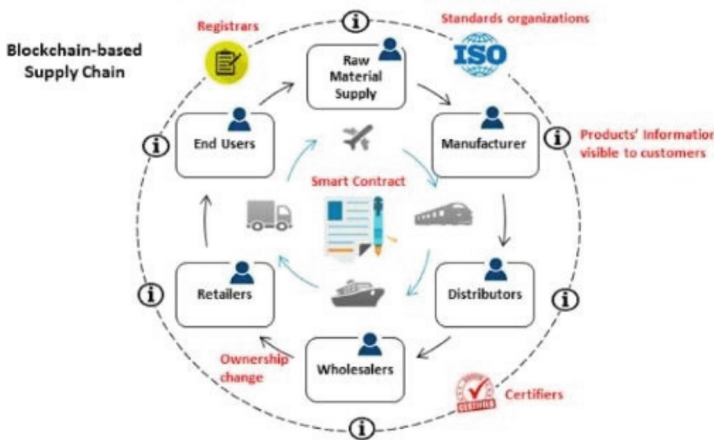 Blockchain-based
Supply Chain
Registrars
Standards organizations
ISO
Raw
Material
Supply
End Users
Manufacturer
Products' Information
visible to customers
Smart Contract
Retailers
Distributors
Ownership
change
Wholesalers
CERTIFIED
Certifiers